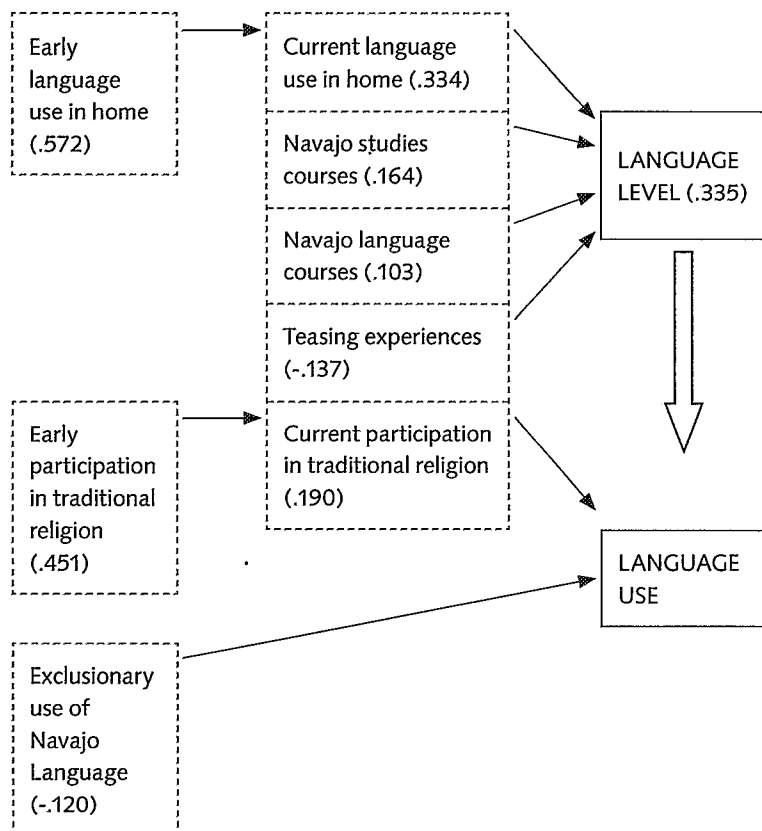 Early
language
use in home
(.572)
Current language
use in home (.334)
Navajo studies
courses (.164)
Navajo language
courses (.103)
Teasing experiences
(-.137)
Current participation
in traditional religion
(.190)
LANGUAGE
LEVEL (.335)
Early
participation
in traditional
religion
(.451)
LANGUAGE
USE
Exclusionary
use of
Navajo
Language
(-.120)